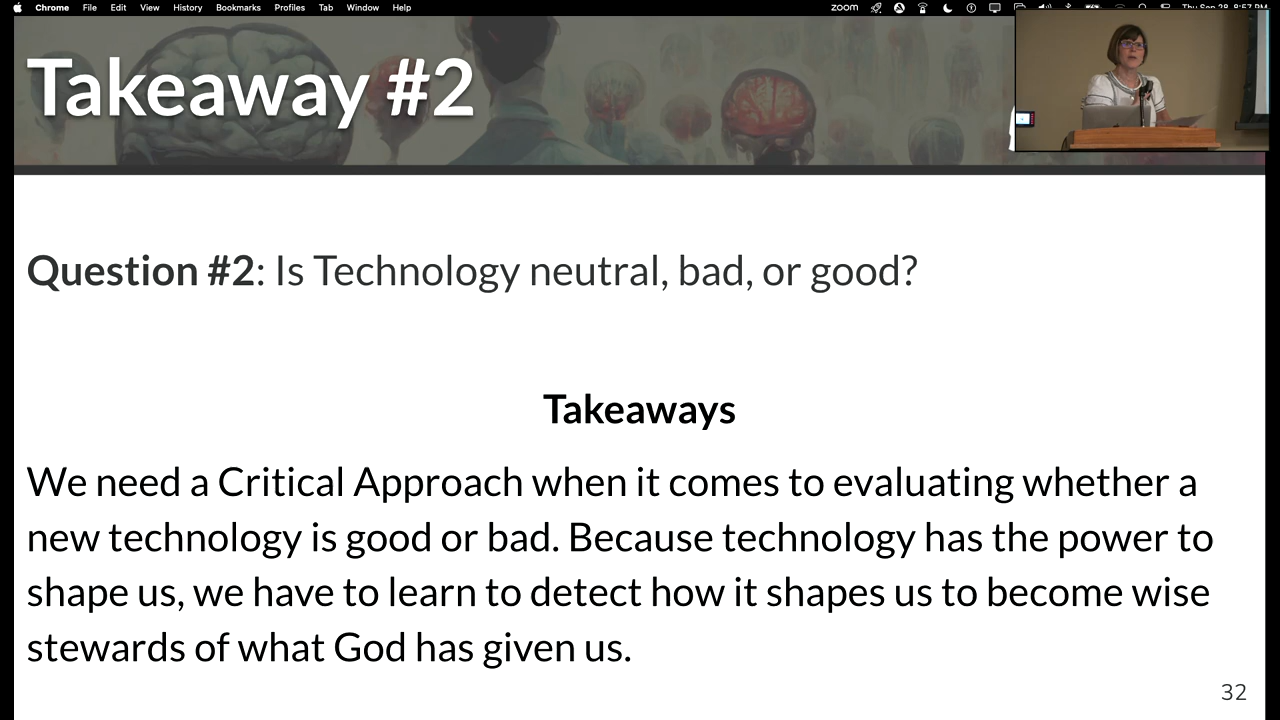 Chrome File Edit View History Bookmarks Profiles Tab Window Help zoom
Takeaway #2
Question #2: Is Technology neutral, bad, or good?
Takeaways
We need a Critical Approach when it comes to evaluating whether a
new technology is good or bad. Because technology has the power to
shape us, we have to learn to detect how it shapes us to become wise
stewards of what God has given us.
32